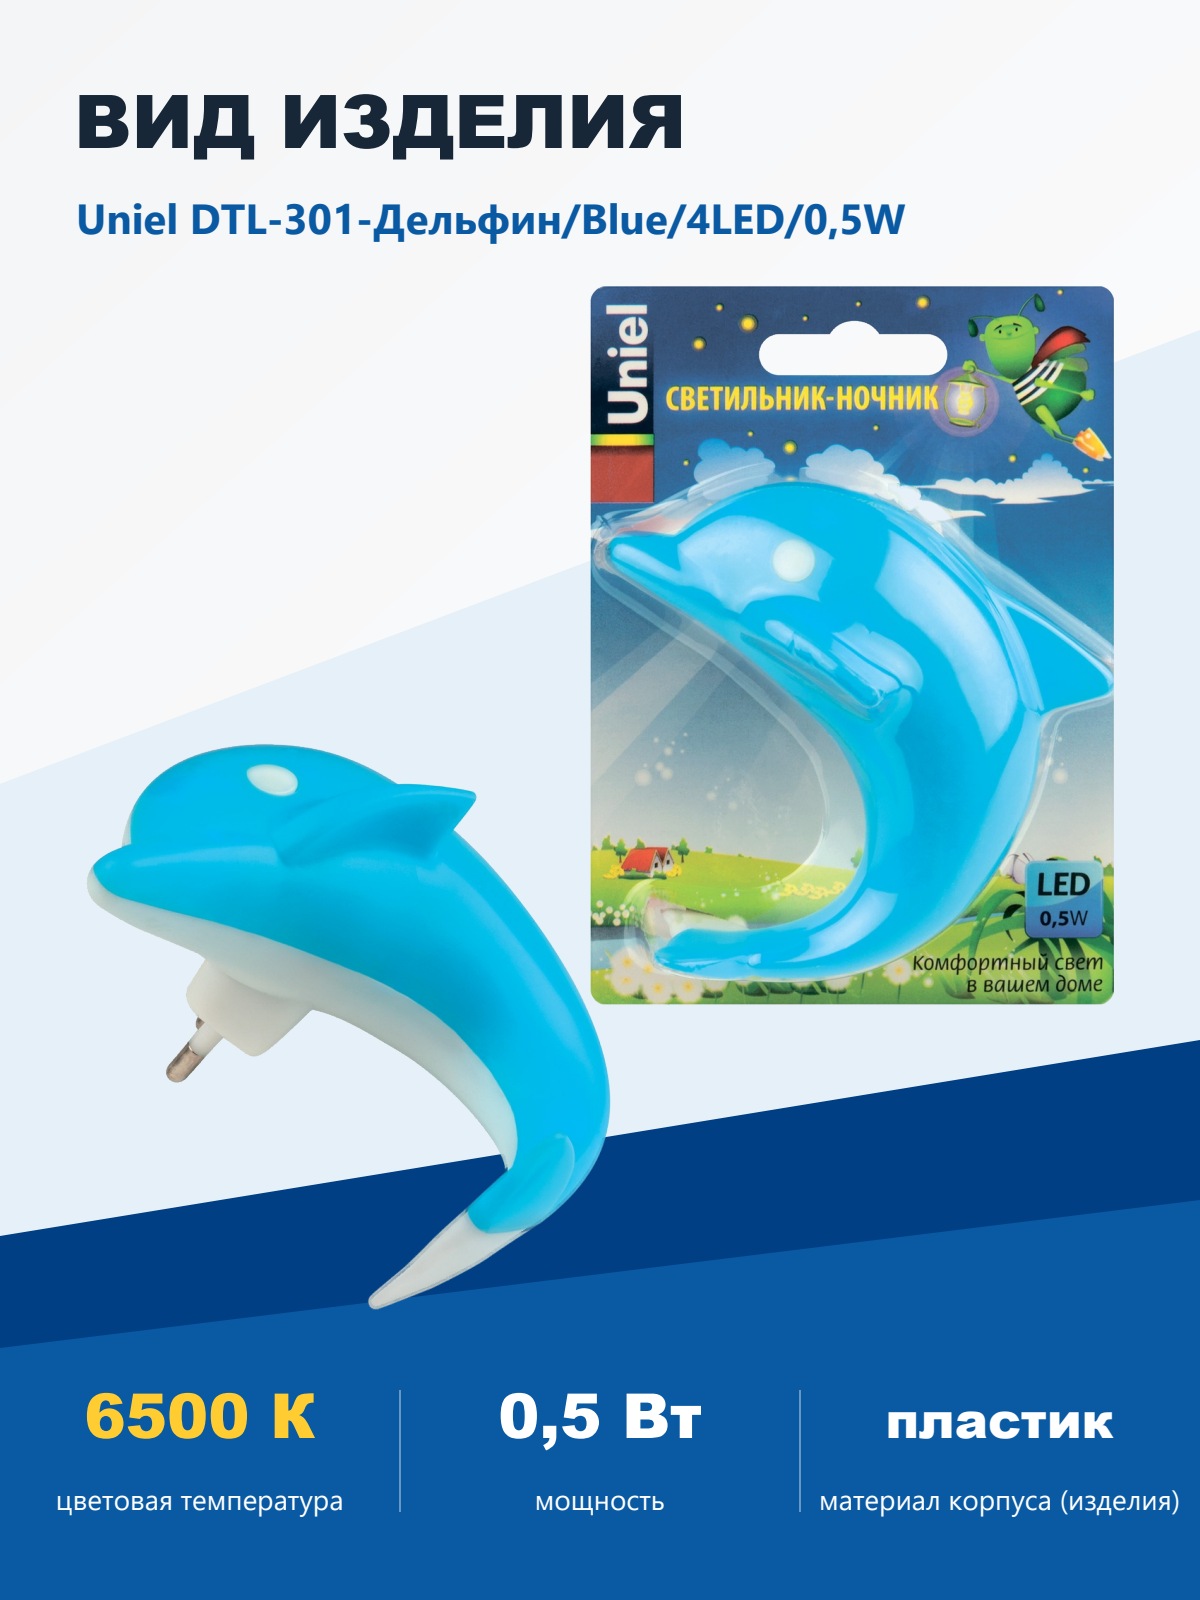 ВИД ИЗДЕЛИЯ
Uniel DTL-301-Дельфин/Blue/4LED/0,5W
Uniel
СВЕТИЛЬНИК-НОЧНИК
LED
0,5W
Комфортный свет
в вашем доме
6500 К
цветовая температура
0,5 Вт
мощность
пластик
материал корпуса (изделия)